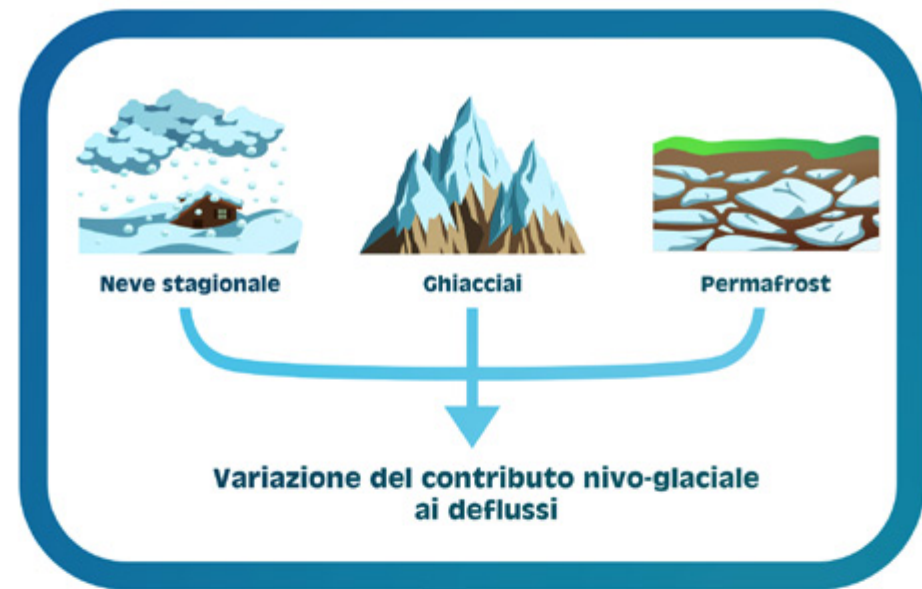 Neve stagionale
Ghiacciai
Permafrost
Variazione del contributo nivo-glaciale
ai deflussi